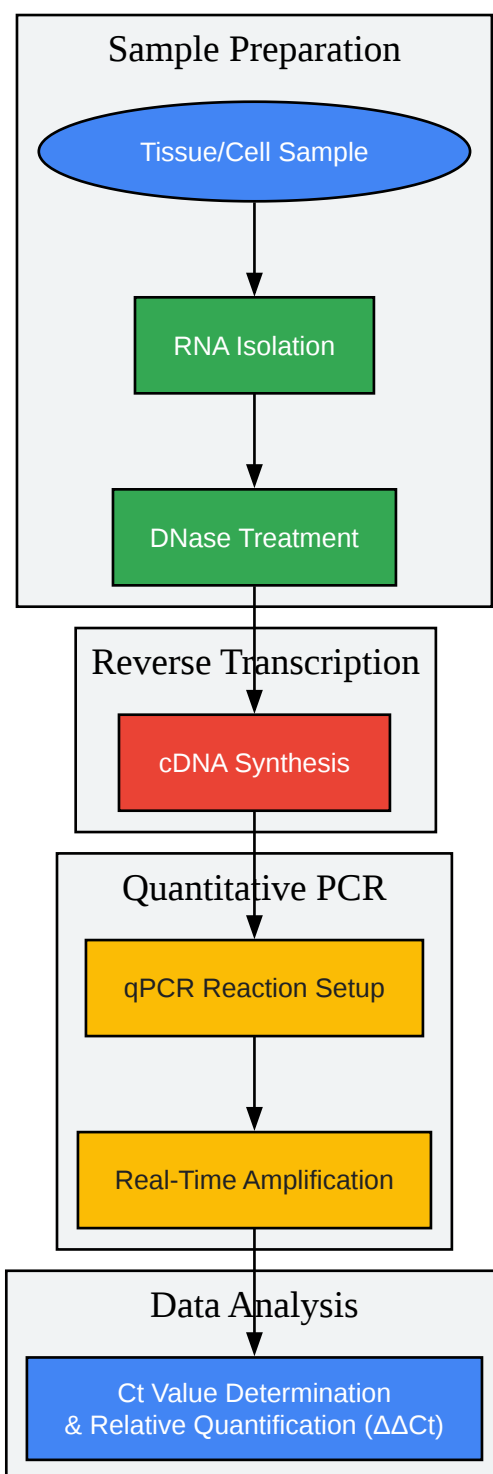 Sample Preparation
Tissue/Cell Sample
RNA Isolation
DNase Treatment
Reverse Transcription
cDNA Synthesis
Quantitative PCR
qPCR Reaction Setup
Real-Time Amplification
Data Analysis
Ct Value Determination
& Relative Quantification (ΔΔCt)